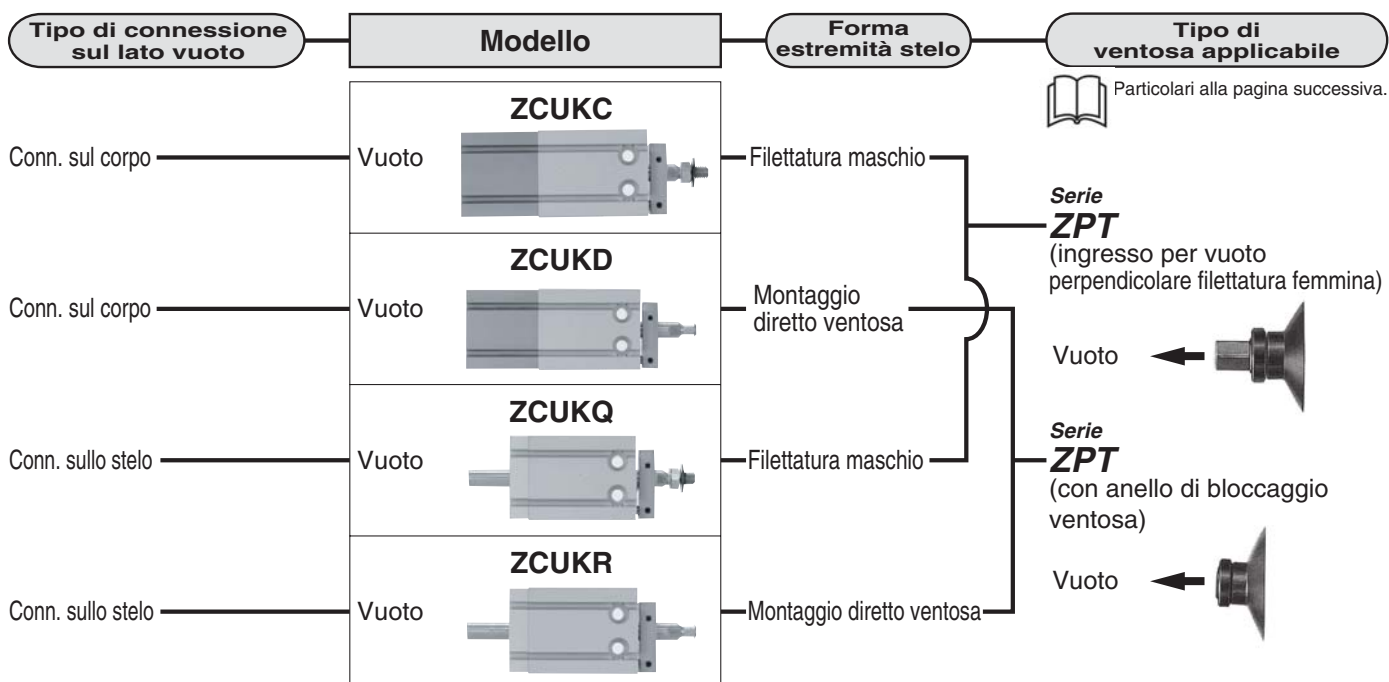 Tipo di connessione
sul lato vuoto
Modello
Forma
estremità stelo
Tipo di
ventosa applicabile
Particolari alla pagina successiva.
ZCUKC
Conn. sul corpo
Vuoto
Filettatura maschio
ZCUKD
Conn. sul corpo
Vuoto
Montaggio
diretto ventosa
ZCUKQ
Conn. sullo stelo
Vuoto
Filettatura maschio
ZCUKR
Conn. sullo stelo
Vuoto
Montaggio diretto ventosa
Serie
ZPT
(ingresso per vuoto
perpendicolare filettatura femmina)
Vuoto
Serie
ZPT
(con anello di bloccaggio
ventosa)
Vuoto